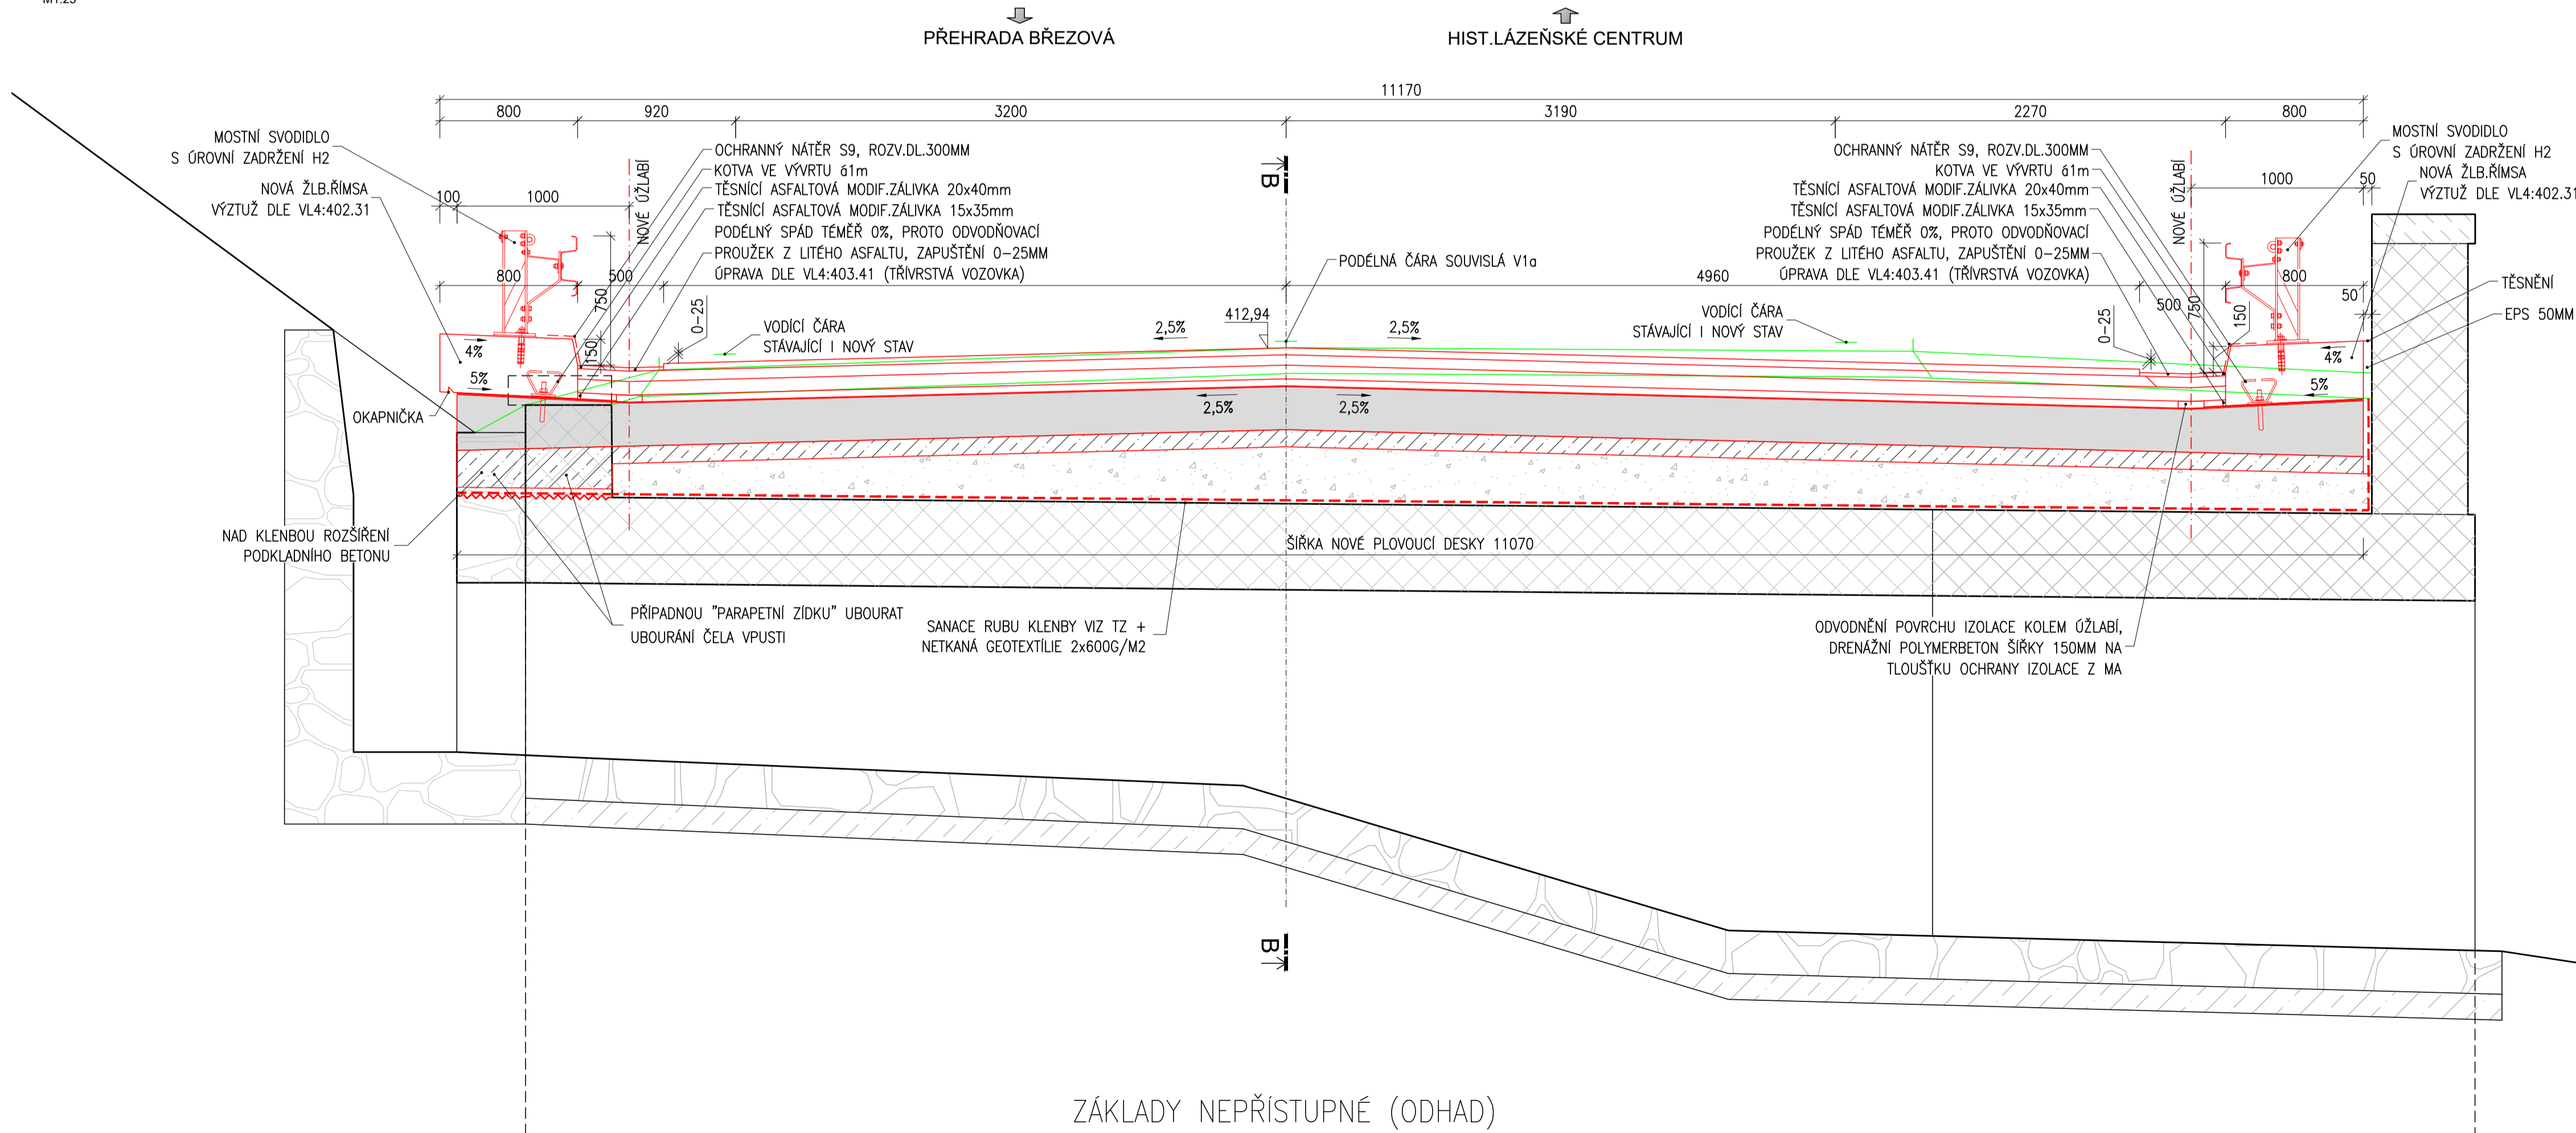 M1:25
PŘEHRADA BŘEZOVÁ
HIST.LÁZEŇSKÉ CENTRUM
11170
800
920
3200
3190
2270
800
MOSTNÍ SVODIDLO
S ÚROVNÍ ZADRŽENÍ H2
NOVÁ ŽLB.ŘÍMSA
VÝZTUŽ DLE VL4:402.31
100
1000
NOVÉ ÚŽLABÍ
OCHRANNÝ NÁTĚR S9, ROZV.DL.300MM
KOTVA VE VÝVRTU á1m
TĚSNÍCÍ ASFALTOVÁ MODIF.ZÁLIVKA 20x40mm
TĚSNÍCÍ ASFALTOVÁ MODIF.ZÁLIVKA 15x35mm
PODÉLNÝ SPÁD TÉMĚŘ 0%, PROTO ODVODŇOVACÍ
PROUŽEK Z LITÉHO ASFALTU, ZAPUŠTĚNÍ 0-25MM
ÚPRAVA DLE VL4:403.41 (TŘÍVRSTVÁ VOZOVKA)
800
500
750
150
0-25
VODÍCÍ ČÁRA
STÁVAJÍCÍ I NOVÝ STAV
4%
5%
OKAPNIČKA
B
2,5%
412,94
2,5%
PODÉLNÁ ČÁRA SOUVISLÁ V1a
4960
OCHRANNÝ NÁTĚR S9, ROZV.DL.300MM
KOTVA VE VÝVRTU á1m
TĚSNÍCÍ ASFALTOVÁ MODIF.ZÁLIVKA 20x40mm
TĚSNÍCÍ ASFALTOVÁ MODIF.ZÁLIVKA 15x35mm
PODÉLNÝ SPÁD TÉMĚŘ 0%, PROTO ODVODŇOVACÍ
PROUŽEK Z LITÉHO ASFALTU, ZAPUŠTĚNÍ 0-25MM
ÚPRAVA DLE VL4:403.41 (TŘÍVRSTVÁ VOZOVKA)
VODÍCÍ ČÁRA
STÁVAJÍCÍ I NOVÝ STAV
NOVÉ ÚŽLABÍ
1000
50
MOSTNÍ SVODIDLO
S ÚROVNÍ ZADRŽENÍ H2
NOVÁ ŽLB.ŘÍMSA
VÝZTUŽ DLE VL4:402.31
800
50
500
750
150
0-25
TĚSNĚNÍ
EPS 50MM
4%
5%
2,5%
2,5%
NAD KLENBOU ROZŠÍŘENÍ
PODKLADNÍHO BETONU
ŠÍŘKA NOVÉ PLOVOUCÍ DESKY 11070
PŘÍPADNOU "PARAPETNÍ ZÍDKU" UBOURAT
UBOURÁNÍ ČELA VPUSTI
SANACE RUBU KLENBY VIZ TZ +
NETKANÁ GEOTEXTÍLIE 2x600G/M2
ODVODNĚNÍ POVRCHU IZOLACE KOLEM ÚŽLABÍ,
DRENÁŽNÍ POLYMERBETON ŠÍŘKY 150MM NA
TLOUŠŤKU OCHRANY IZOLACE Z MA
B
ZÁKLADY NEPŘÍSTUPNÉ (ODHAD)